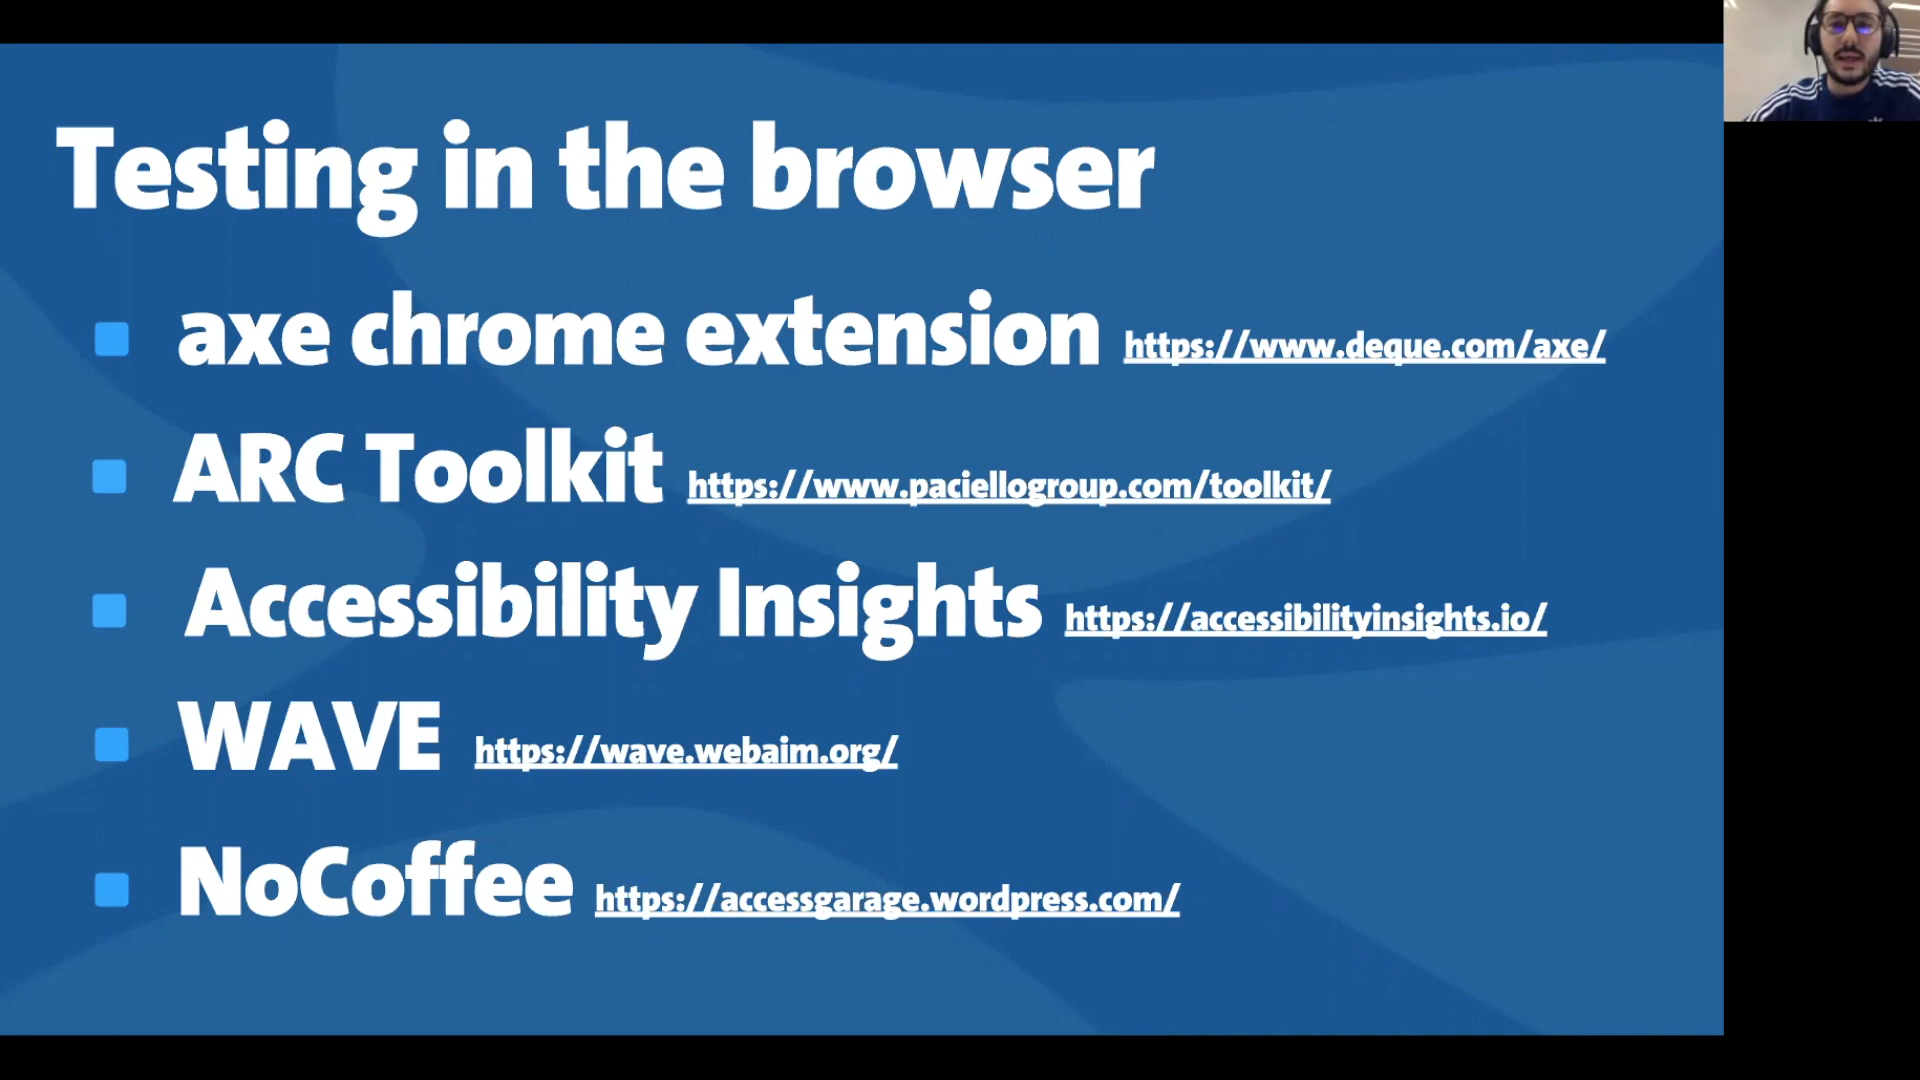 Testing in the browser
axe chrome extension https://www.deque.com/axe/
ARC Toolkit https://www.paciellogroup.com/toolkit/
Accessibility Insights https://accessibilityinsights.io/
WAVE https://wave.webaim.org/
NoCoffee https://accessgarage.wordpress.com/